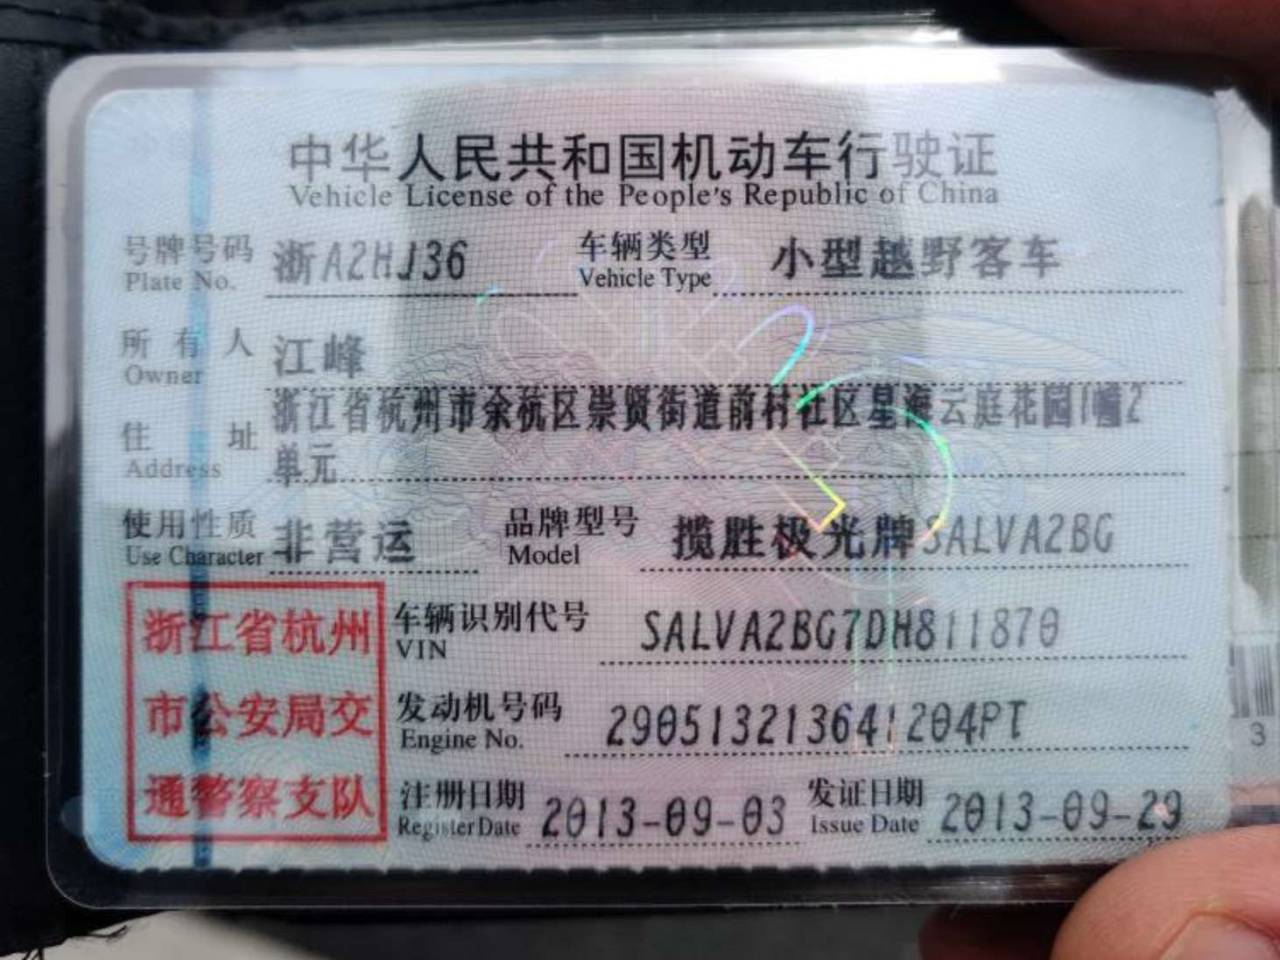 中华人民共和国机动车行驶证
Vehicle License of the People's Republic of China
号牌号码 浙A2HJ36 车辆类型 小型越野客车
Plate No. Vehicle Type
所有人 江峰
Owner
浙江省杭州市余杭区崇贤街道前村社区星海云庭花园1幢2
住址 单元
Address
使用性质 非营运 品牌型号 揽胜极光牌SALVA2BG
Use Character Model
浙江省杭州 车辆识别代号 SALVA2BG7DH811870
VIN
市公安局交 发动机号码 290513213641204PT
Engine No.
通警察支队 注册日期 2013-09-03 发证日期 2013-09-29
Register Date Issue Date
3